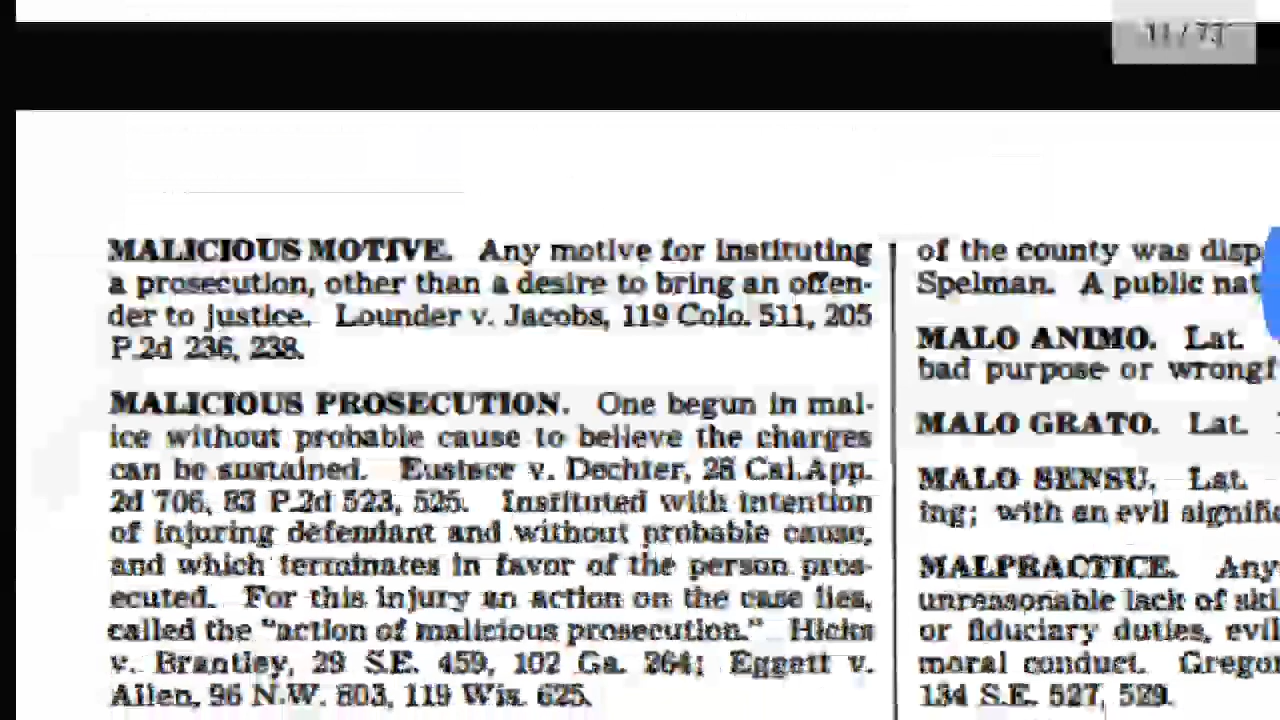 11 / 73
MALICIOUS MOTIVE. Any motive for instituting
a prosecution, other than a desire to bring an offen-
der to justice. Lounder v. Jacobs, 119 Colo. 511, 205
P.2d 236, 238.
MALICIOUS PROSECUTION. One begun in mal-
ice without probable cause to believe the charges
can be sustained. Eustace v. Dechter, 28 Cal.App.
2d 706, 83 P.2d 523, 525. Instituted with intention
of injuring defendant and without probable cause,
and which terminates in favor of the person pros-
ecuted. For this injury an action on the case lies,
called the "action of malicious prosecution." Hicks
v. Brantley, 29 S.E. 459, 102 Ga. 264; Eggett v.
Allen, 96 N.W. 803, 119 Wis. 625.
of the county was disp
Spelman. A public nat
MALO ANIMO. Lat.
bad purpose or wrongf
MALO GRATO. Lat.
MALO SENSU. Lat.
ing; with an evil signific
MALPRACTICE. Any
unreasonable lack of skil
or fiduciary duties, evil
moral conduct. Gregor
134 S.E. 527, 529.